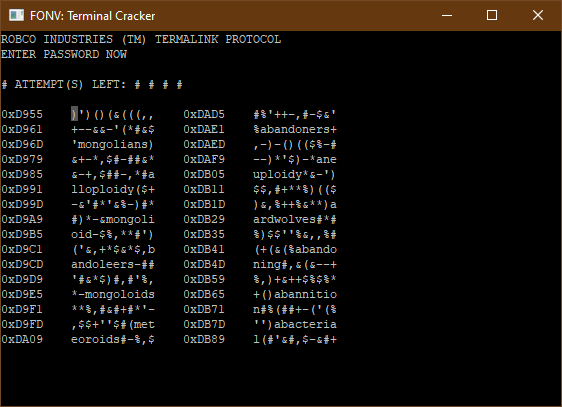 FONV: Terminal Cracker
ROBCO INDUSTRIES (TM) TERMALINK PROTOCOL
ENTER PASSWORD NOW
# ATTEMPT(S) LEFT: # # # #
0xD955 )')()(&(((,, 0xDAD5 #%'++-,#-$&'
0xD961 +--&&-'(*#&$ 0xDAE1 %abandoners+
0xD96D 'mongolians) 0xDAED ,-)-()(($%-#
0xD979 &+-*,$#-##&* 0xDAF9 --)*'$)-*ane
0xD985 &-+,$##-,*#a 0xDB05 uploidy*&-')
0xD991 lloploidy($+ 0xDB11 $$,#+**%)(($
0xD99D -&'#*'&%-)#* 0xDB1D )&,%++%&**)a
0xD9A9 #)*-&mongoli 0xDB29 ardwolves#*#
0xD9B5 oid-$%,**#') 0xDB35 %)$$''%&,,%#
0xD9C1 ('&,+*$&*$,b 0xDB41 (+(&(%abando
0xD9CD andoleers-## 0xDB4D ning#,&(&--+
0xD9D9 '#&*$)#,#'%, 0xDB59 %,)+&++$%$%*
0xD9E5 *-mongoloids 0xDB65 +()abannitio
0xD9F1 **%,#&#+#*'- 0xDB71 n#%(##+-('(%
0xD9FD ,$$+''$#(met 0xDB7D '')abacteria
0xDA09 eoroids#-%,$ 0xDB89 l(#'&#,$-&#+